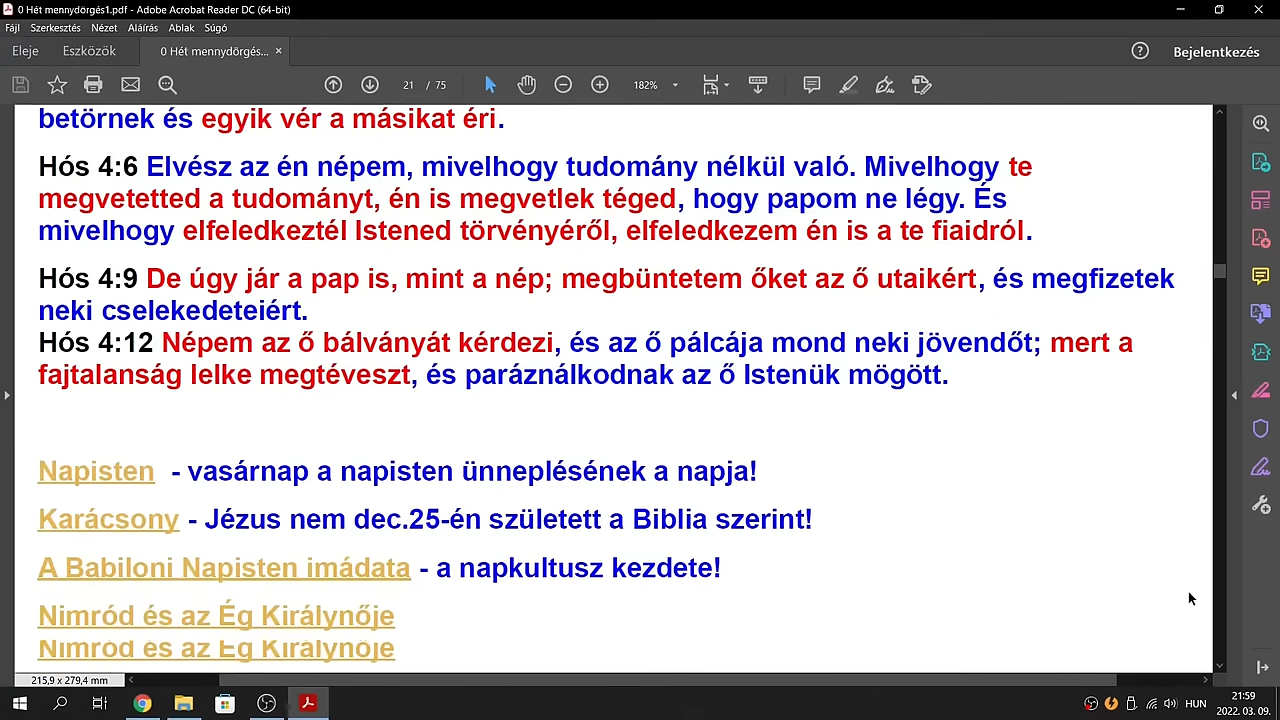 0 Hét mennydörgés1.pdf - Adobe Acrobat Reader DC (64-bit)
Fájl Szerkesztés Nézet Aláírás Ablak Súgó
Eleje Eszközök 0 Hét mennydörgés... × Bejelentkezés
21 / 75 182%
betörnek és egyik vér a másikat éri.
Hós 4:6 Elvész az én népem, mivelhogy tudomány nélkül való. Mivelhogy te
megvetetted a tudományt, én is megvetlek téged, hogy papom ne légy. És
mivelhogy elfeledkeztél Istened törvényéről, elfeledkezem én is a te fiaidról.
Hós 4:9 De úgy jár a pap is, mint a nép; megbüntetem őket az ő utaikért, és megfizetek
neki cselekedeteiért.
Hós 4:12 Népem az ő bálványát kérdezi, és az ő pálcája mond neki jövendőt; mert a
fajtalanság lelke megtéveszt, és paráználkodnak az ő Istenük mögött.
Napisten - vasárnap a napisten ünneplésének a napja!
Karácsony - Jézus nem dec.25-én született a Biblia szerint!
A Babiloni Napisten imádata - a napkultusz kezdete!
Nimród és az Ég Királynője
Nimród és az Ég Királynője
215,9 x 279,4 mm
HUN
21:59
2022. 03. 09.